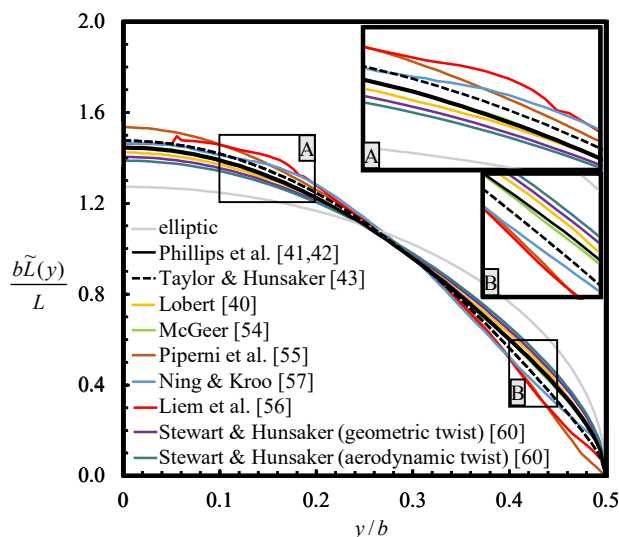 2.0
1.6
1.2
0.8
0.4
0.0
bL̃(y)
L
A
A
B
B
elliptic
Phillips et al. [41,42]
Taylor & Hunsaker [43]
Lobert [40]
McGeer [54]
Piperni et al. [55]
Ning & Kroo [57]
Liem et al. [56]
Stewart & Hunsaker (geometric twist) [60]
Stewart & Hunsaker (aerodynamic twist) [60]
0 0.1 0.2 0.3 0.4 0.5
y/b